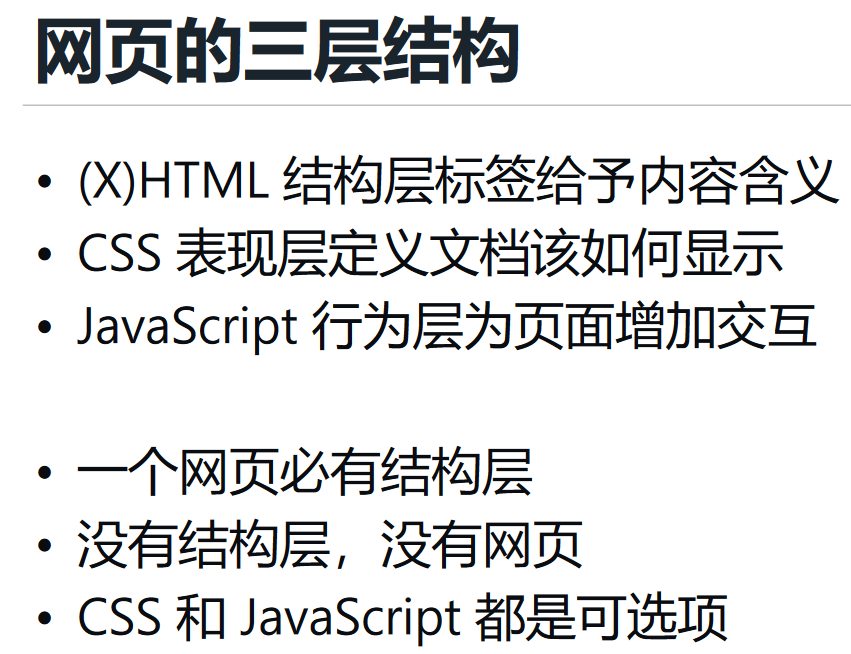 网页的三层结构
• (X)HTML 结构层标签给予内容含义
• CSS 表现层定义文档该如何显示
• JavaScript 行为层为页面增加交互
• 一个网页必有结构层
• 没有结构层，没有网页
• CSS 和 JavaScript 都是可选项